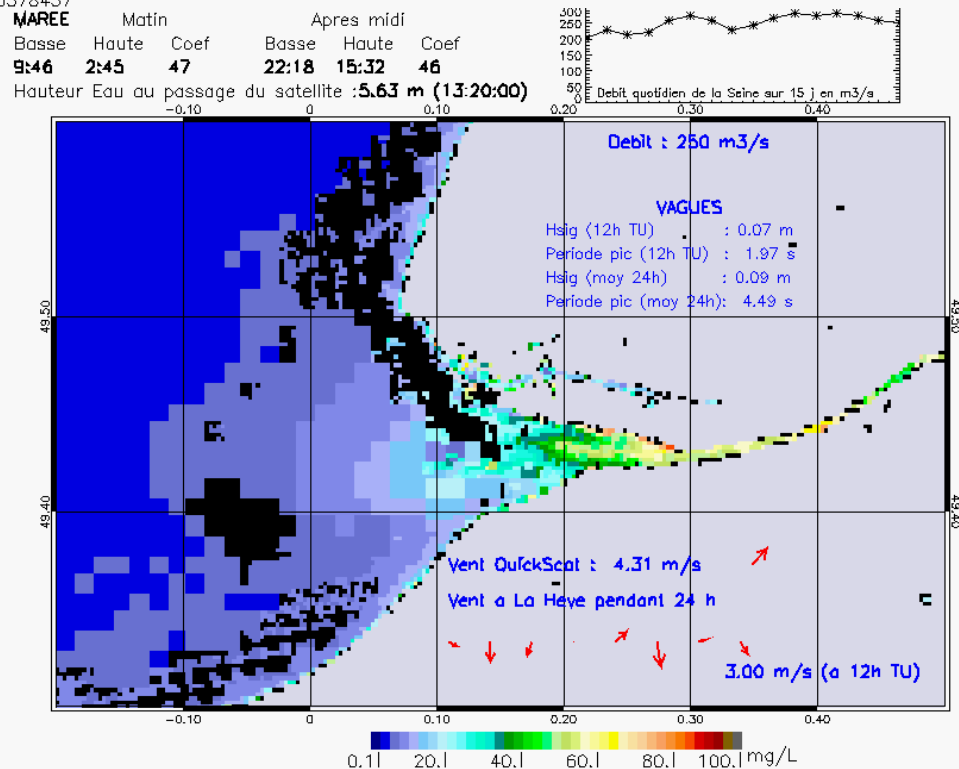 MAREE Matin Apres midi
Basse Haute Coef Basse Haute Coef
9:46 2:45 47 22:18 15:32 46
Hauteur Eau au passage du satellite :5.63 m (13:20:00)
300
250
200
150
100
50
0
Debit quotidien de la Seine sur 15 j en m3/s
-0.10 0 0.10 0.20 0.30 0.40
Debit : 250 m3/s
VAGUES
Hsig (12h TU) : 0.07 m
Periode pic (12h TU) : 1.97 s
Hsig (moy 24h) : 0.09 m
Periode pic (moy 24h): 4.49 s
49.50 49.50
49.40 49.40
Vent QuickScat : 4.31 m/s
Vent a La Heve pendant 24 h
3.00 m/s (a 12h TU)
-0.10 0 0.10 0.20 0.30 0.40
0.1| 20.| 40.| 60.| 80.| 100.| mg/L